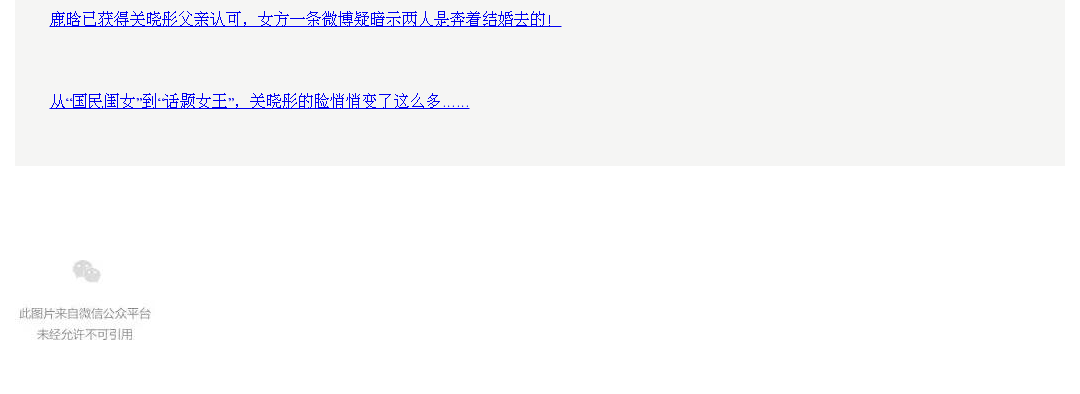 鹿晗已获得关晓彤父亲认可，女方一条微博疑暗示两人是奔着结婚去的！
从“国民闺女”到“话题女王”，关晓彤的脸悄悄变了这么多……
此图片来自微信公众平台
未经允许不可引用